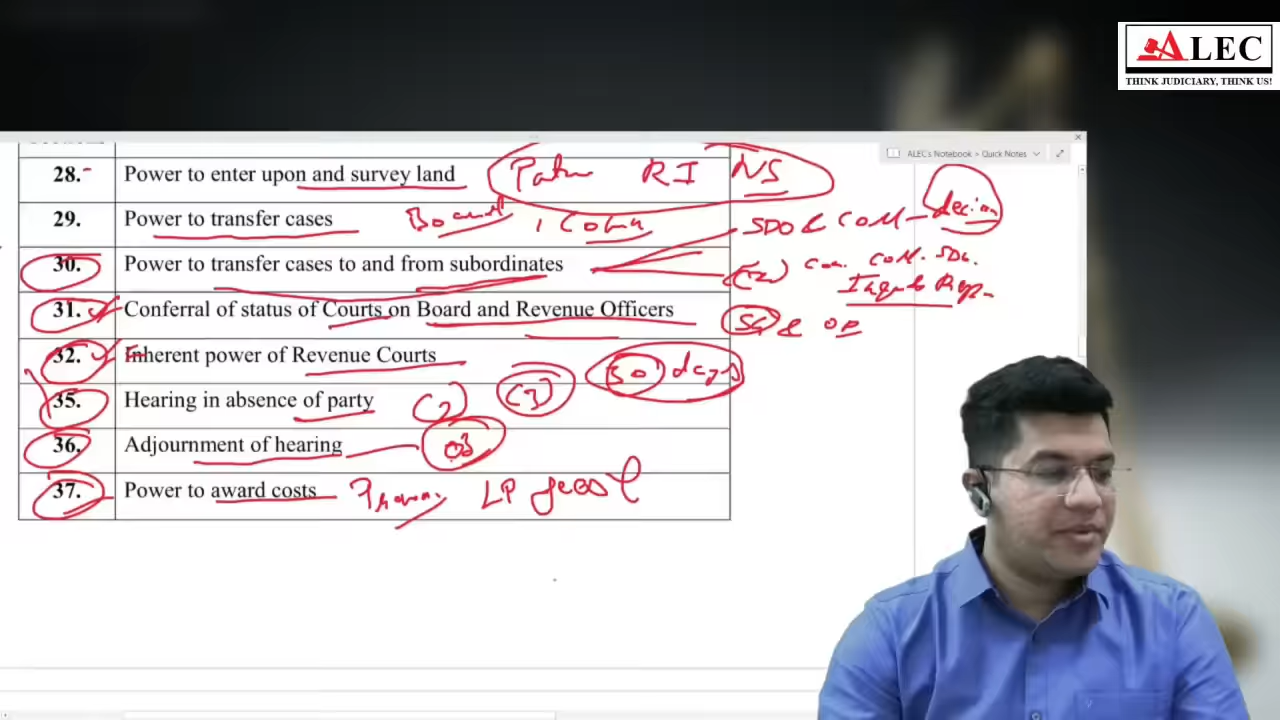 ALEC
THINK JUDICIARY, THINK US!
ALEC's Notebook > Quick Notes
28. Power to enter upon and survey land RI NS
29. Power to transfer cases
SDO &
30. Power to transfer cases to and from subordinates
31. Conferral of status of Courts on Board and Revenue Officers
32. Inherent power of Revenue Courts 30 days
35. Hearing in absence of party (2) (3)
36. Adjournment of hearing 03
37. Power to award costs LP